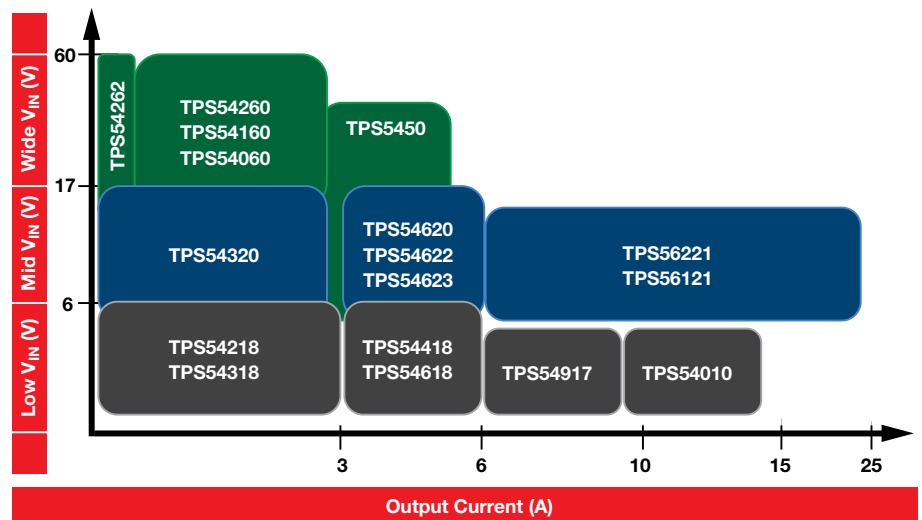 Wide VIN (V)
Mid VIN (V)
Low VIN (V)
60
17
6
TPS54262
TPS54260
TPS54160
TPS54060
TPS5450
TPS54320
TPS54620
TPS54622
TPS54623
TPS56221
TPS56121
TPS54218
TPS54318
TPS54418
TPS54618
TPS54917
TPS54010
3
6
10
15
25
Output Current (A)